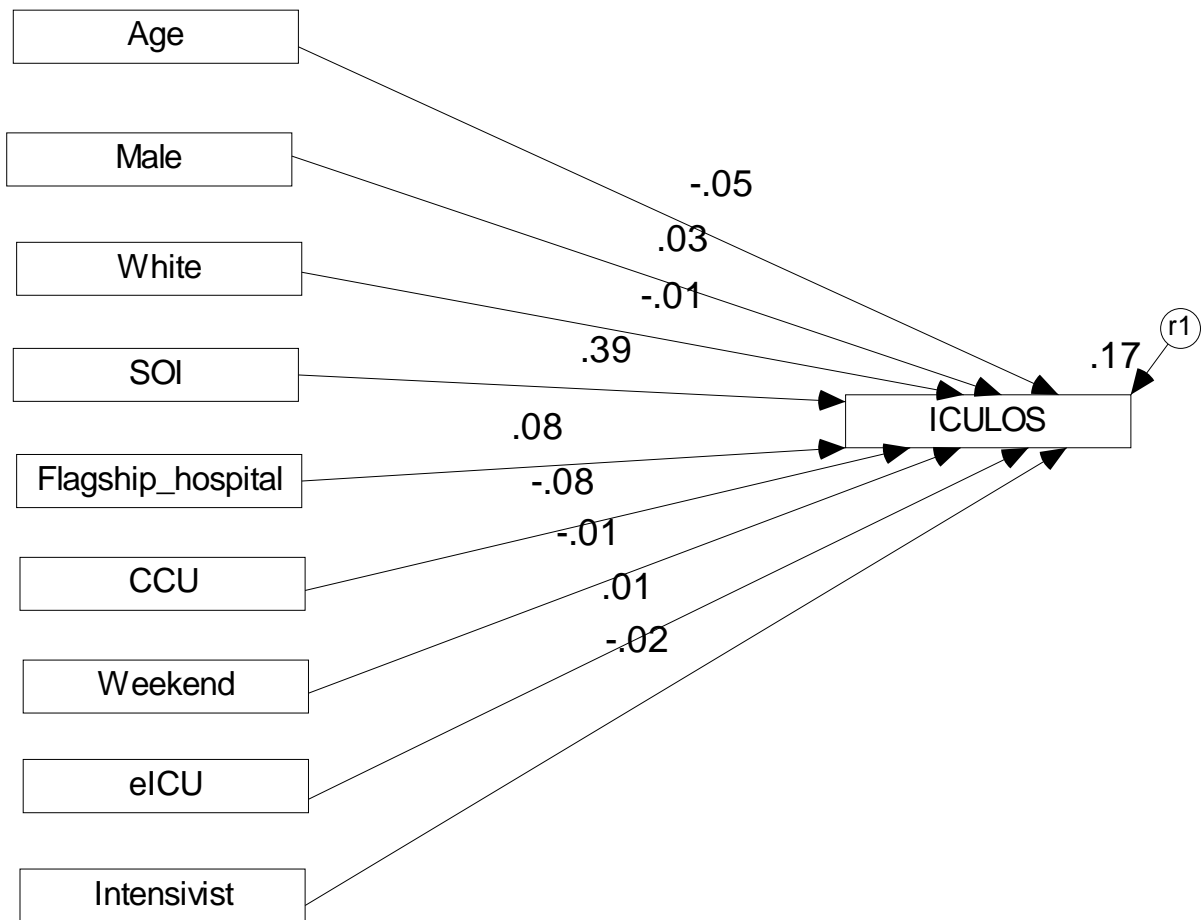 Age
Male
White
SOI
Flagship_hospital
CCU
Weekend
eICU
Intensivist
-.05
.03
-.01
.39
.08
-.08
-.01
.01
-.02
.17
r1
ICULOS